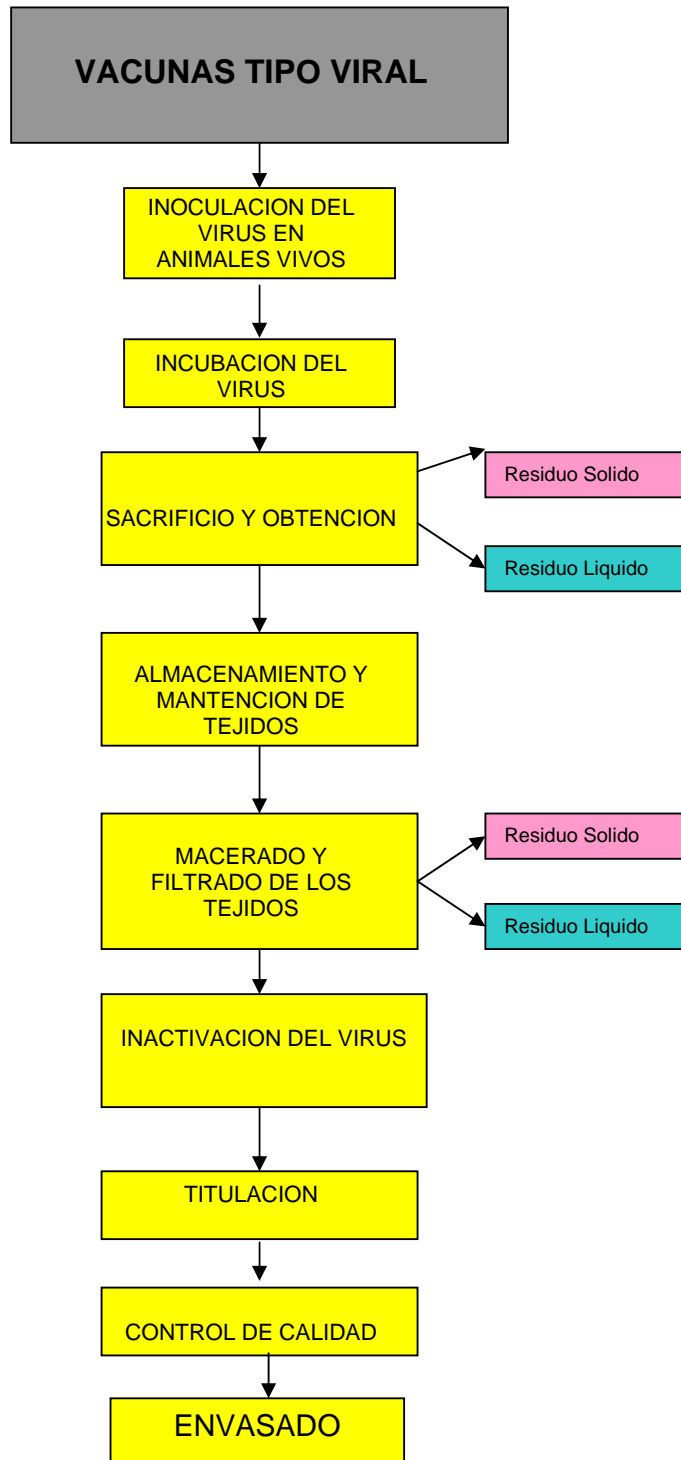 VACUNAS TIPO VIRAL
INOCULACION DEL
VIRUS EN
ANIMALES VIVOS
INCUBACION DEL
VIRUS
SACRIFICIO Y OBTENCION
Residuo Solido
Residuo Liquido
ALMACENAMIENTO Y
MANTENCION DE
TEJIDOS
MACERADO Y
FILTRADO DE LOS
TEJIDOS
Residuo Solido
Residuo Liquido
INACTIVACION DEL VIRUS
TITULACION
CONTROL DE CALIDAD
ENVASADO